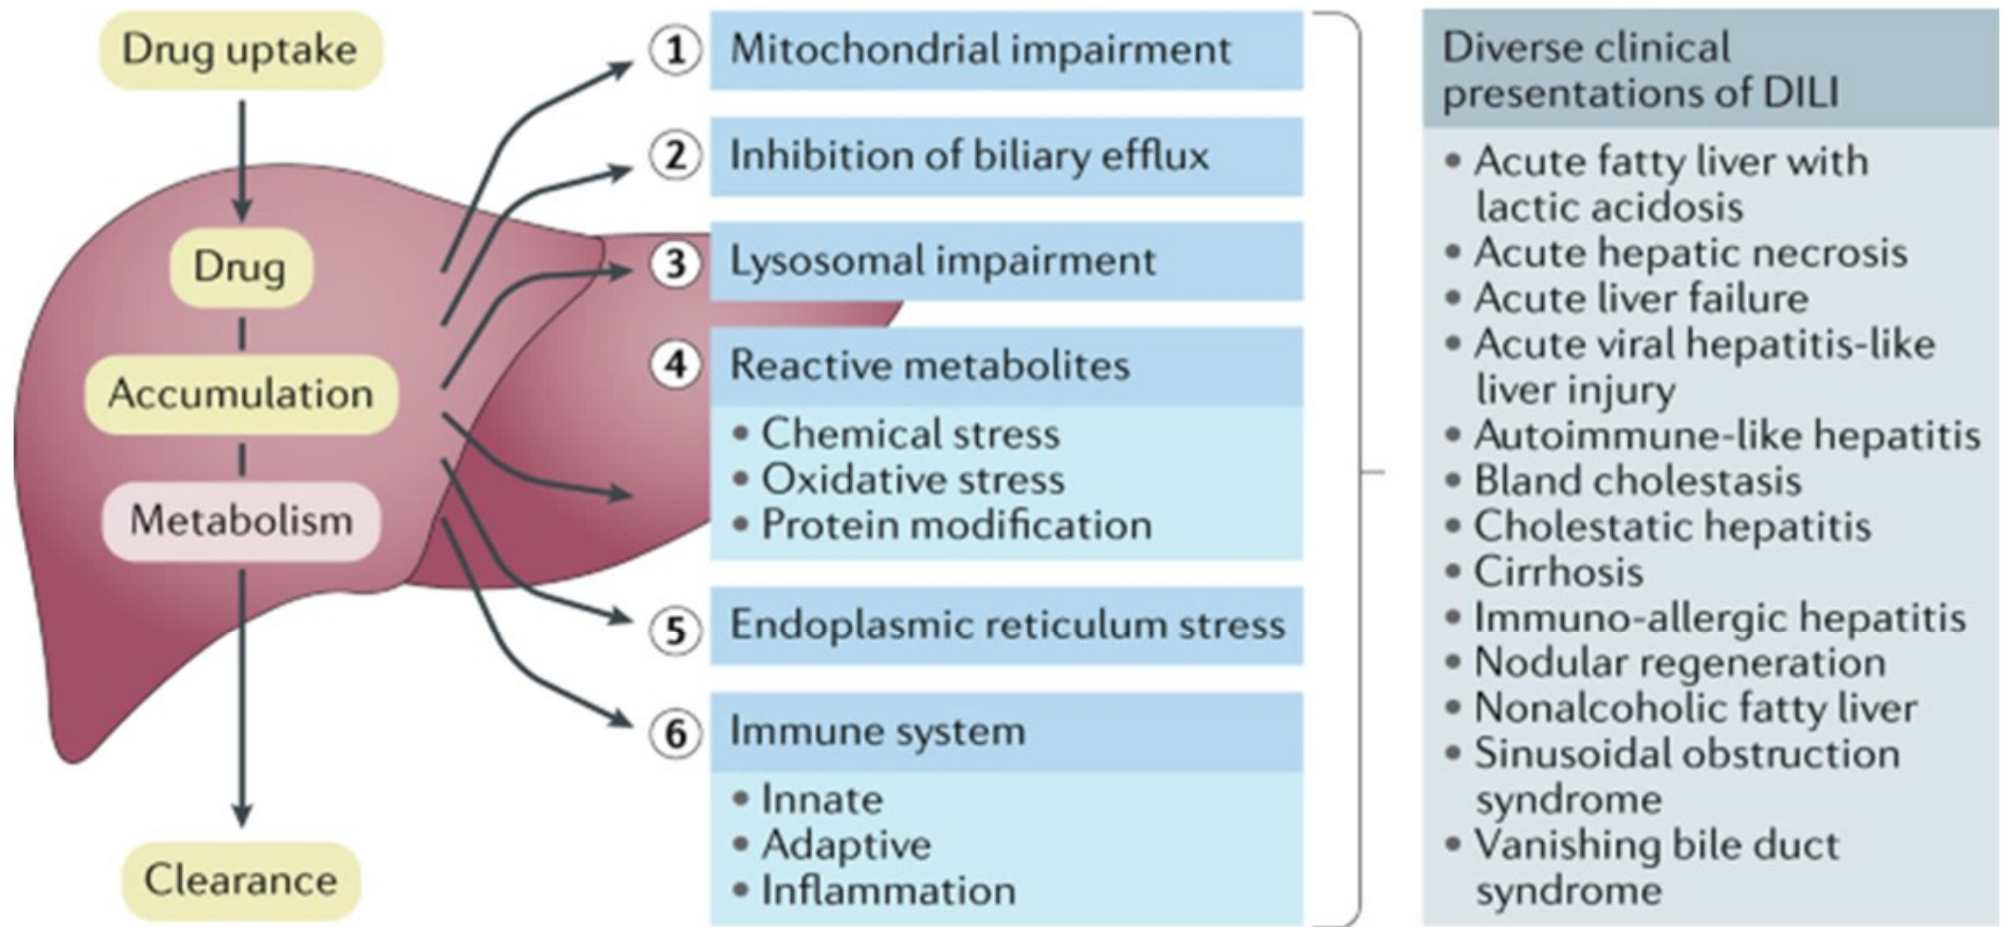 Drug uptake
Drug
Accumulation
Metabolism
Clearance
1 Mitochondrial impairment
2 Inhibition of biliary efflux
3 Lysosomal impairment
4 Reactive metabolites
• Chemical stress
• Oxidative stress
• Protein modification
5 Endoplasmic reticulum stress
6 Immune system
• Innate
• Adaptive
• Inflammation
Diverse clinical
presentations of DILI
• Acute fatty liver with
lactic acidosis
• Acute hepatic necrosis
• Acute liver failure
• Acute viral hepatitis-like
liver injury
• Autoimmune-like hepatitis
• Bland cholestasis
• Cholestatic hepatitis
• Cirrhosis
• Immuno-allergic hepatitis
• Nodular regeneration
• Nonalcoholic fatty liver
• Sinusoidal obstruction
syndrome
• Vanishing bile duct
syndrome